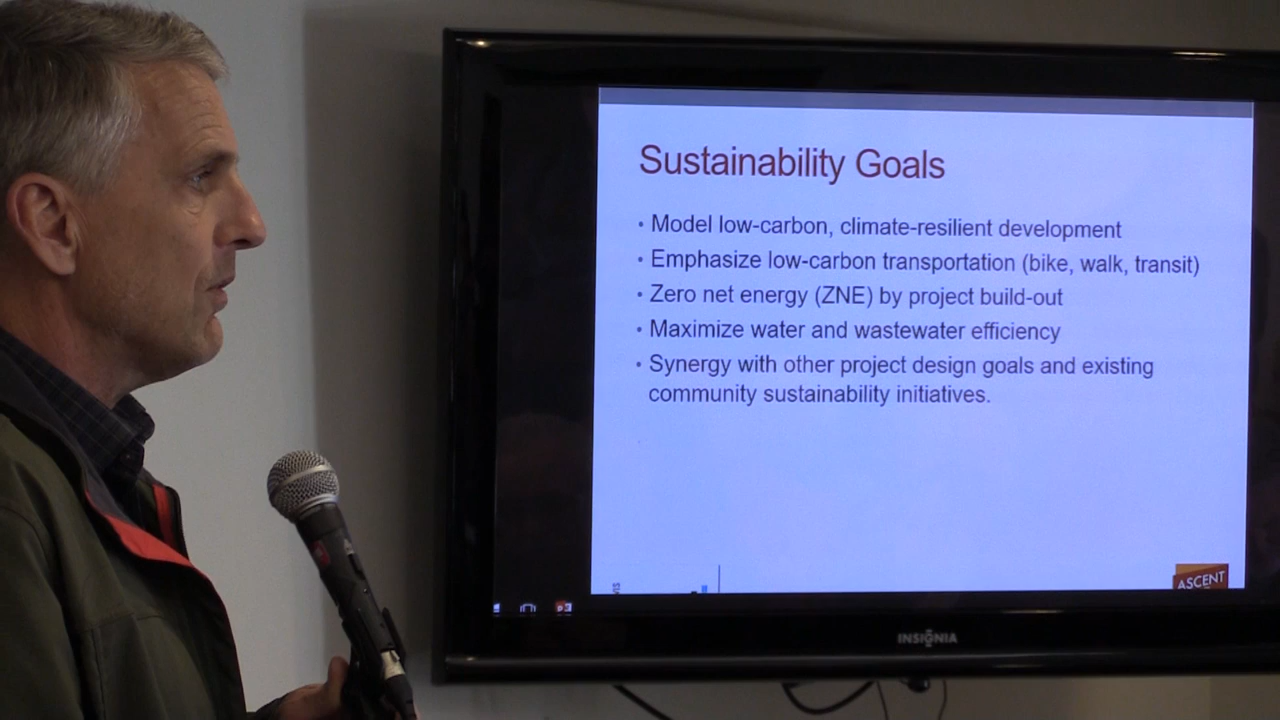 Sustainability Goals
• Model low-carbon, climate-resilient development
• Emphasize low-carbon transportation (bike, walk, transit)
• Zero net energy (ZNE) by project build-out
• Maximize water and wastewater efficiency
• Synergy with other project design goals and existing
community sustainability initiatives.
ASCENT
INSIGNIA